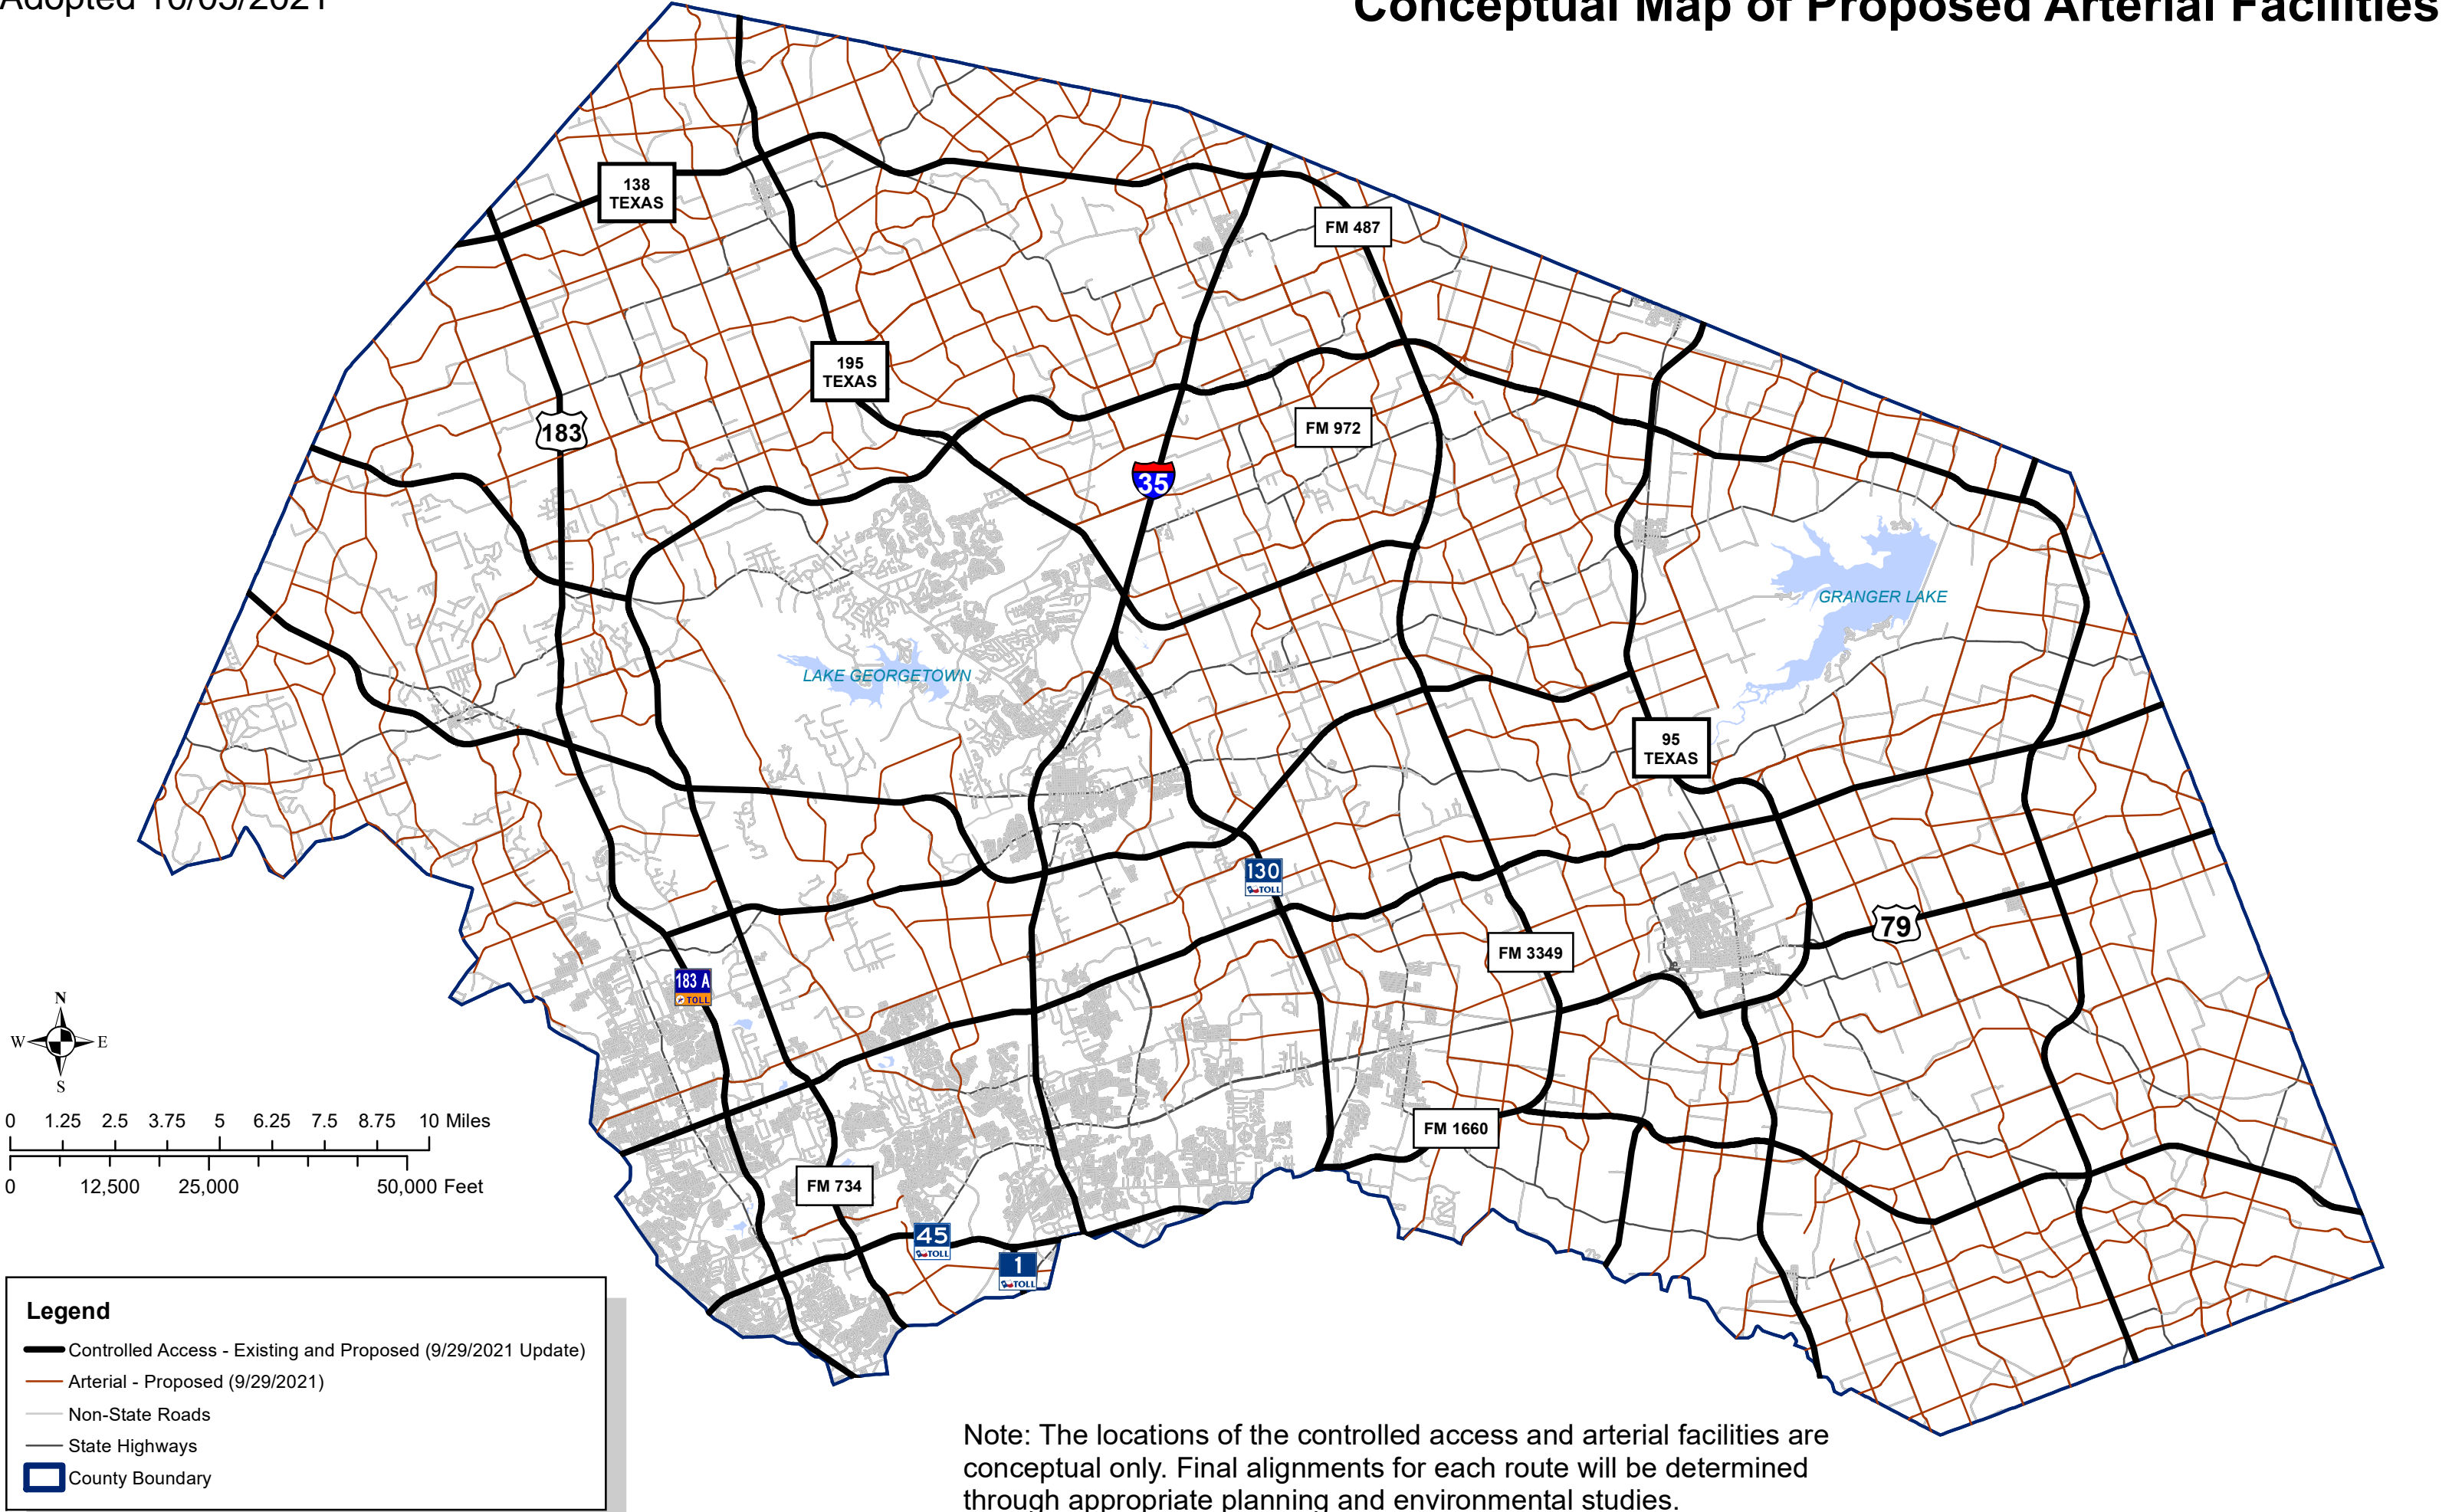 Adopted 10/05/2021
Conceptual Map of Proposed Arterial Facilities
138
TEXAS
FM 487
195
TEXAS
183
FM 972
35
GRANGER LAKE
LAKE GEORGETOWN
95
TEXAS
130
TOLL
79
FM 3349
183 A
TOLL
N
W E
S
0 1.25 2.5 3.75 5 6.25 7.5 8.75 10 Miles
0 12,500 25,000 50,000 Feet
FM 1660
FM 734
45
TOLL
1
TOLL
Legend
Controlled Access - Existing and Proposed (9/29/2021 Update)
Arterial - Proposed (9/29/2021)
Non-State Roads
State Highways
County Boundary
Note: The locations of the controlled access and arterial facilities are
conceptual only. Final alignments for each route will be determined
through appropriate planning and environmental studies.